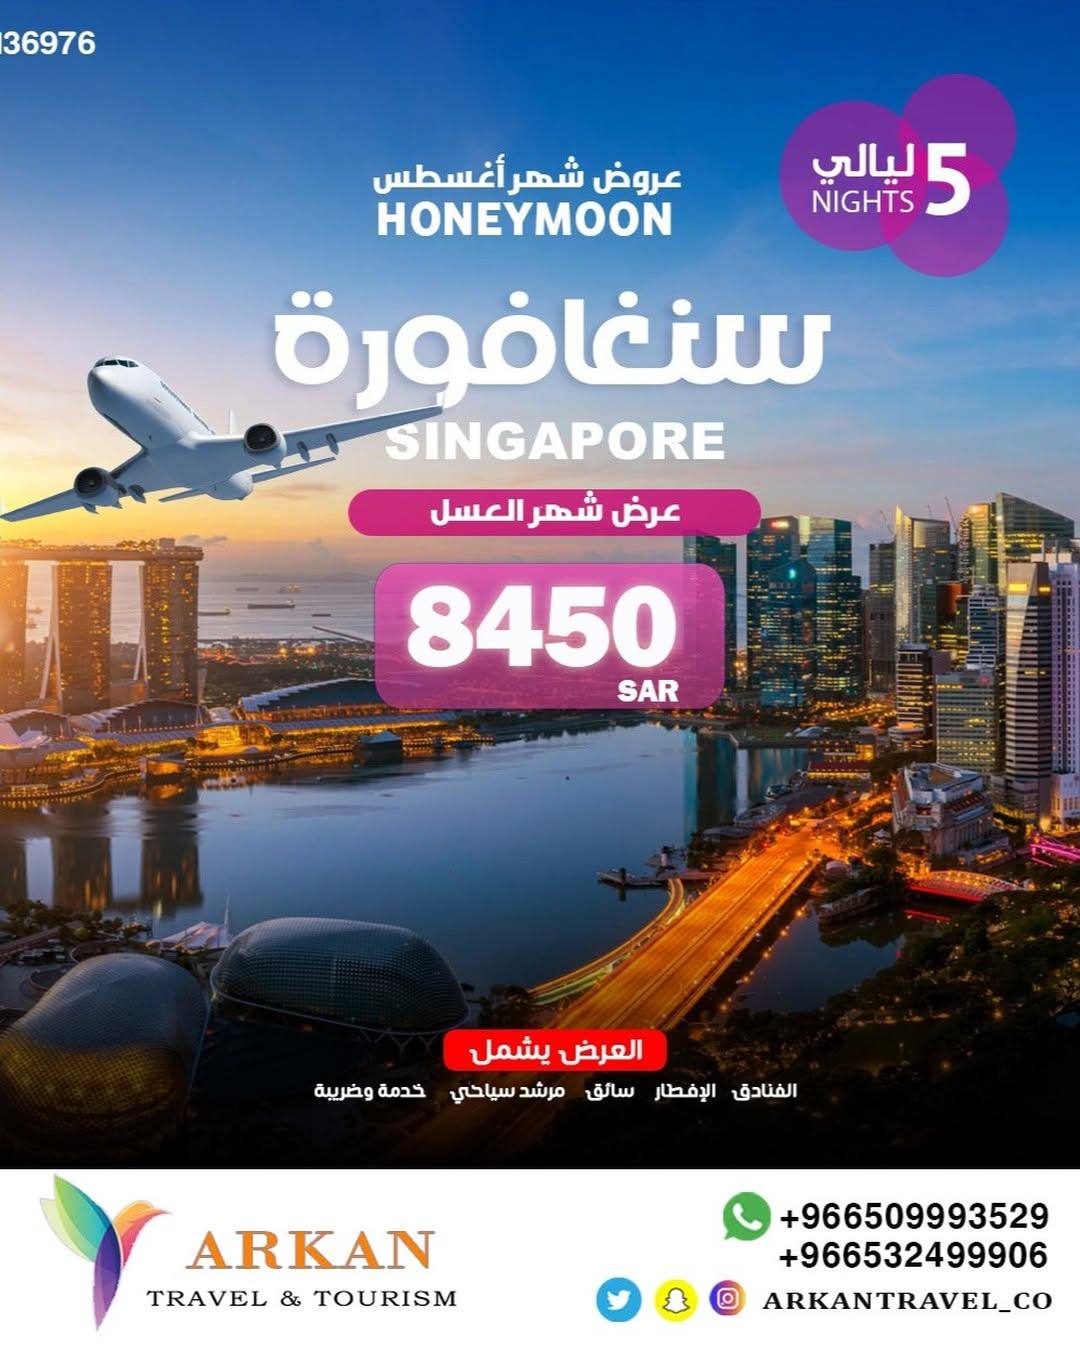 136976
5 ليالي
NIGHTS
عروض شهر أغسطس
HONEYMOON
سنغافورة
SINGAPORE
عرض شهر العسل
8450
SAR
العرض يشمل
الفنادق الإفطار سائق مرشد سياحي خدمة وضريبة
ARKAN
TRAVEL & TOURISM
+966509993529
+966532499906
ARKANTRAVEL_CO